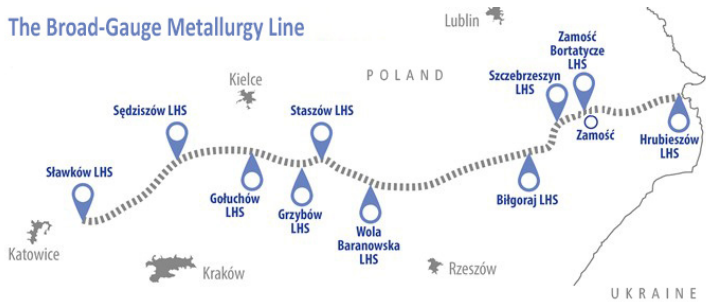 The Broad-Gauge Metallurgy Line
Lublin
Zamość
Bortatycze
LHS
Kielce
POLAND
Szczebrzeszyn
LHS
Sędziszów LHS
Staszów LHS
Zamość
Hrubieszów
LHS
Sławków LHS
Gołuchów
LHS
Grzybów
LHS
Biłgoraj LHS
Wola
Baranowska
LHS
Katowice
Kraków
Rzeszów
UKRAINE